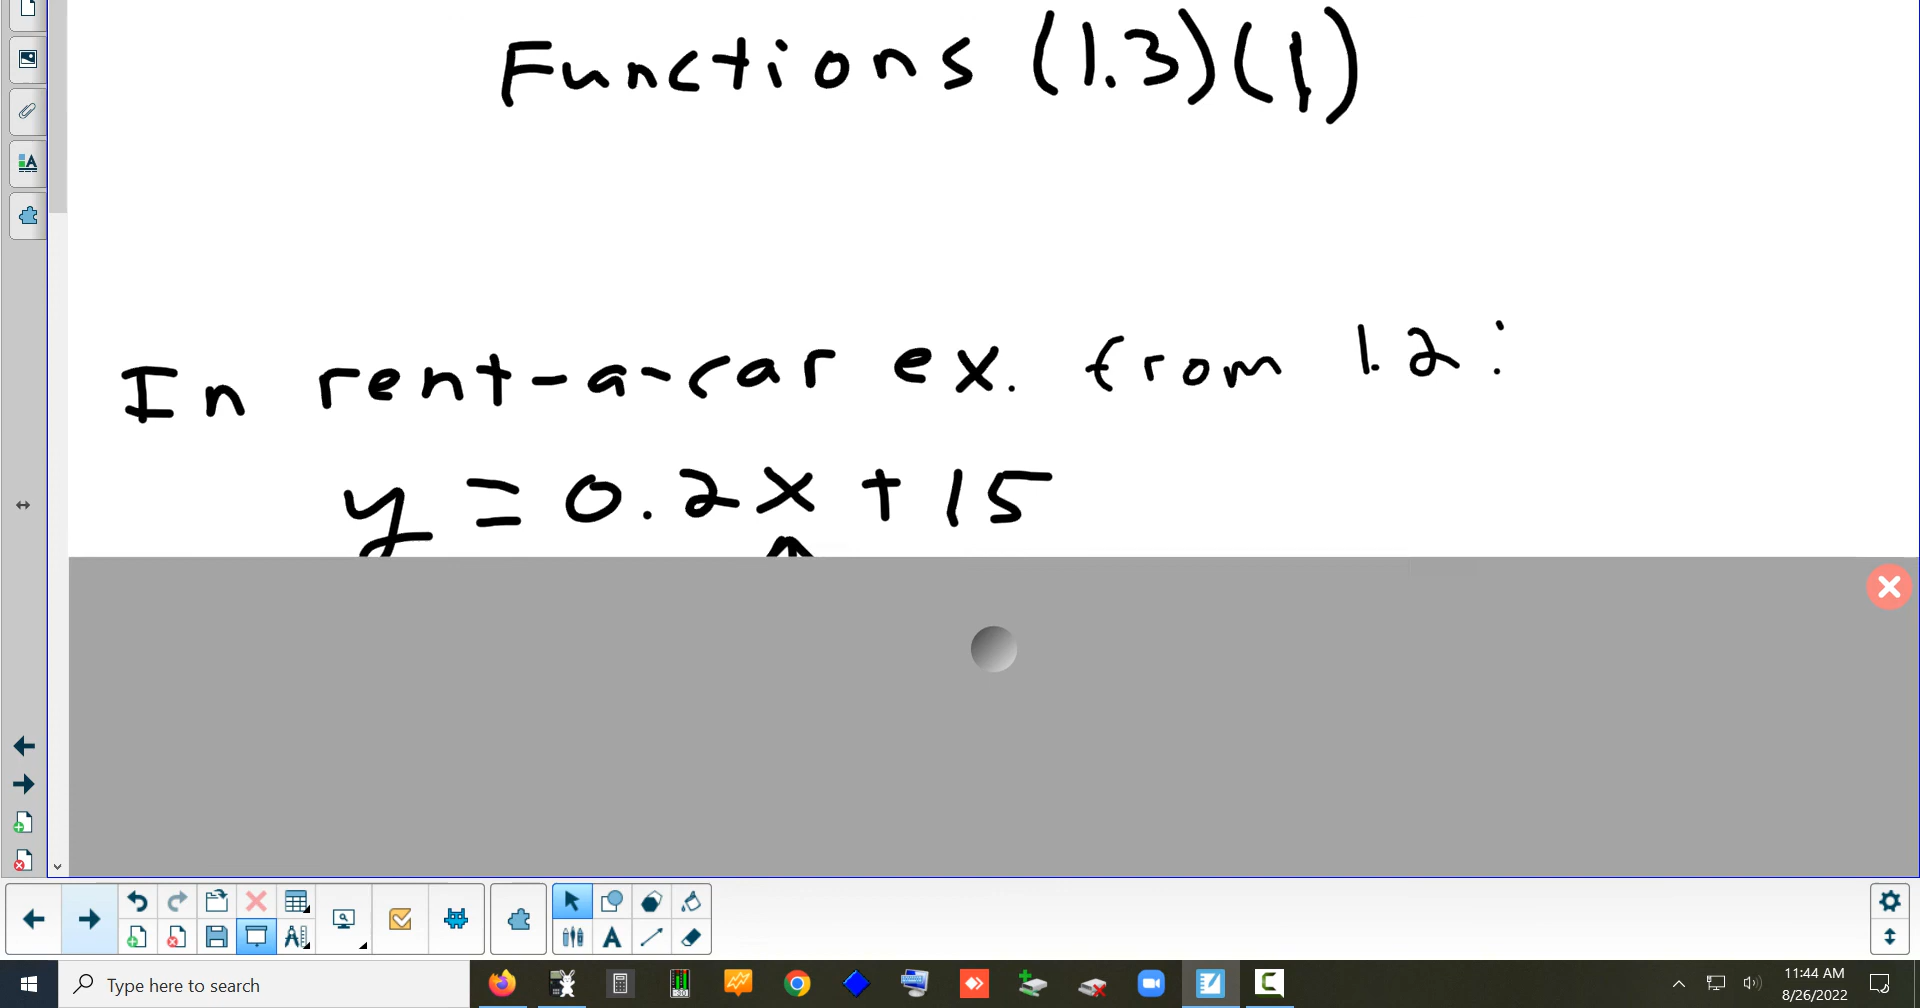 Functions (1.3)(1)
In rent-a-car ex. from 1.2:
y = 0.2x + 15
Type here to search
11:44 AM
8/26/2022